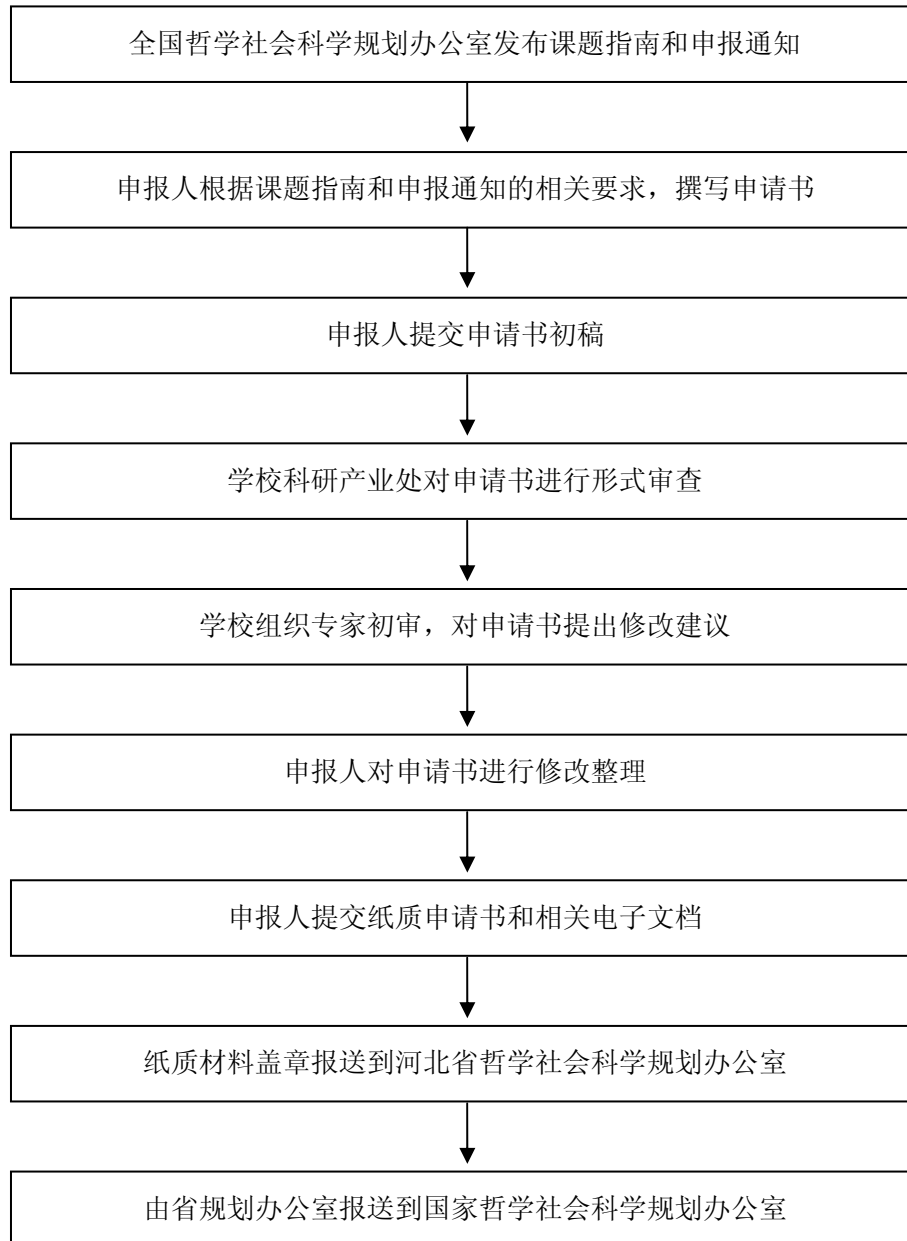 全国哲学社会科学规划办公室发布课题指南和申报通知
申报人根据课题指南和申报通知的相关要求，撰写申请书
申报人提交申请书初稿
学校科研产业处对申请书进行形式审查
学校组织专家初审，对申请书提出修改建议
申报人对申请书进行修改整理
申报人提交纸质申请书和相关电子文档
纸质材料盖章报送到河北省哲学社会科学规划办公室
由省规划办公室报送到国家哲学社会科学规划办公室